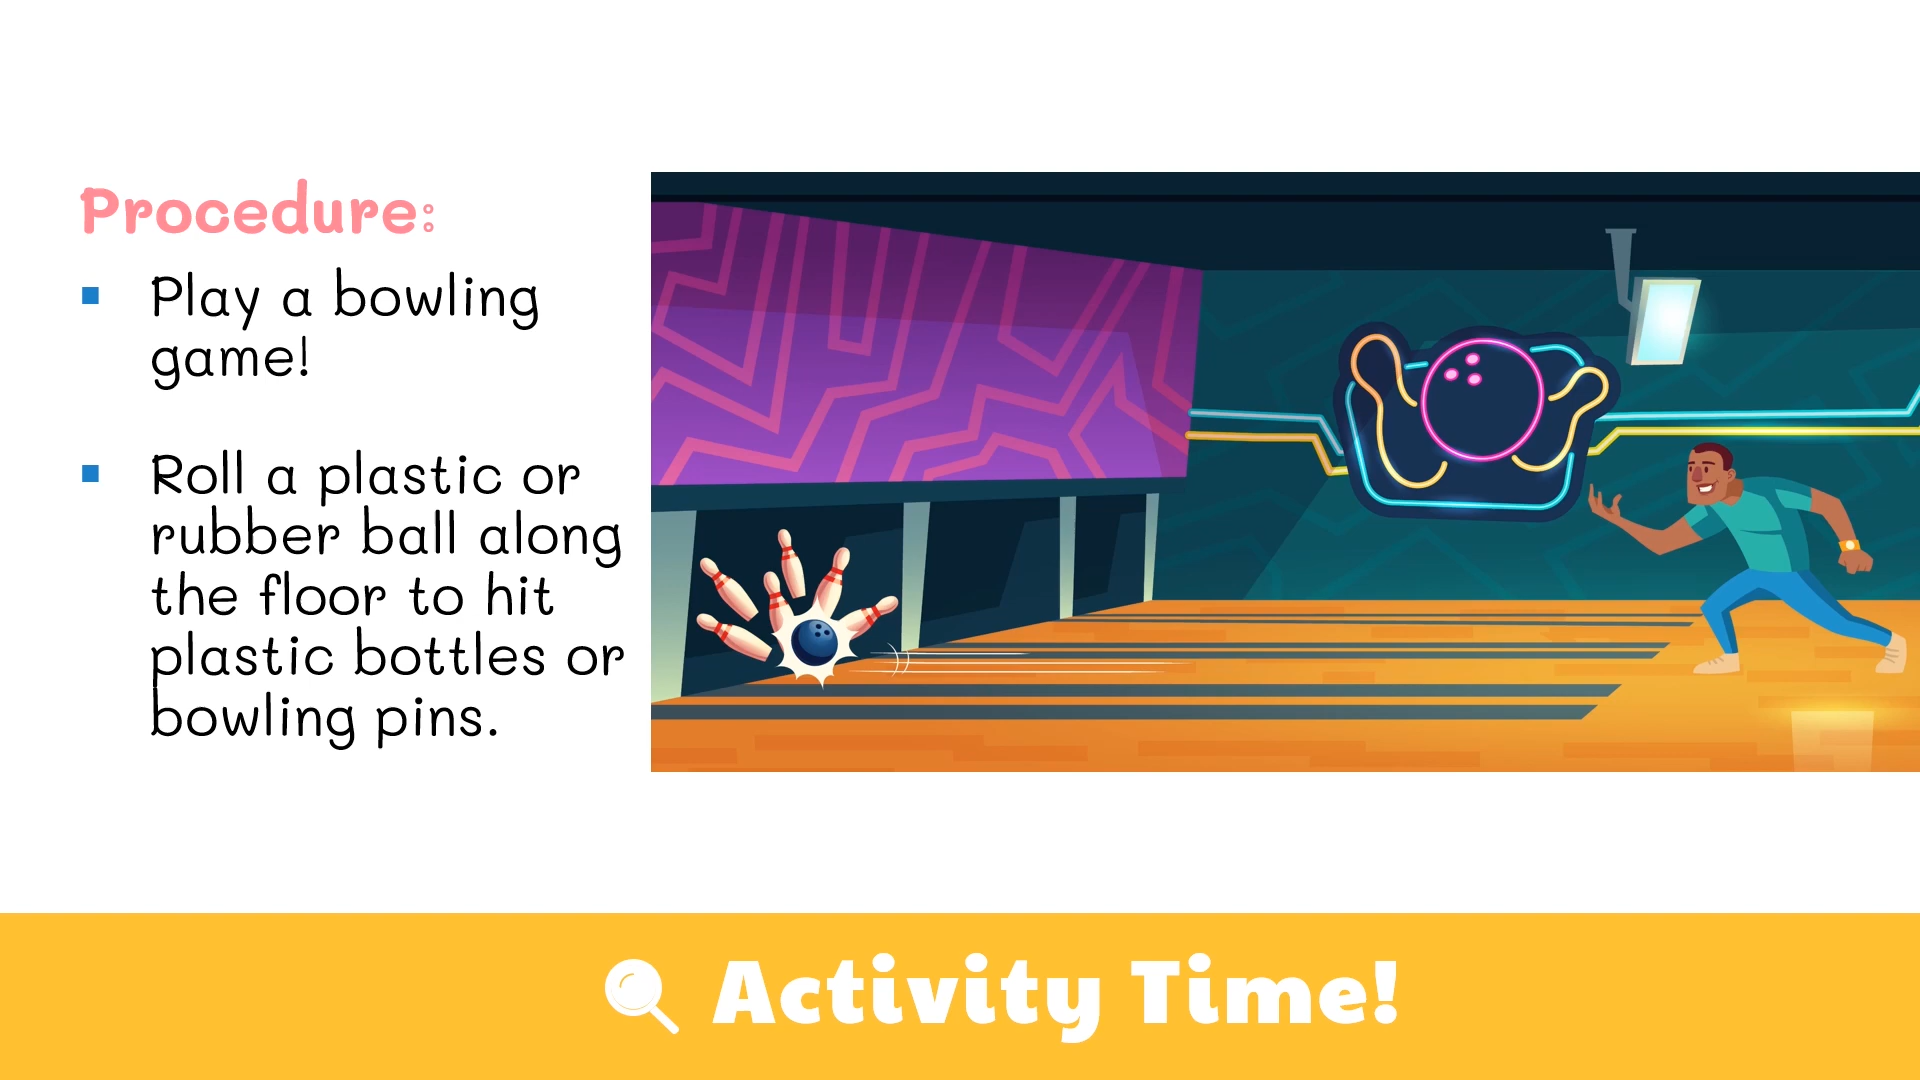 Procedure:
▪ Play a bowling
game!
▪ Roll a plastic or
rubber ball along
the floor to hit
plastic bottles or
bowling pins.
Activity Time!